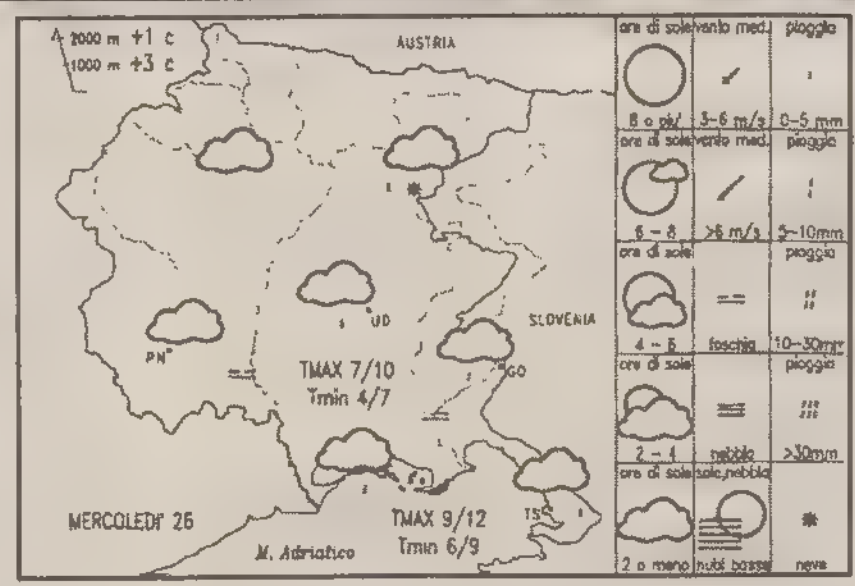 2000 m +1 c
1000 m +3 c
AUSTRIA
SLOVENIA
PN
UD
GO
TMAX 7/10
Tmin 4/7
TS
MERCOLEDI' 26
M. Adriatico
TMAX 9/12
Tmin 6/9
ore di sole vento med. pioggia
8 o piu' 3-6 m/s 0-5 mm
ore di sole vento med. pioggia
6 - 8 >6 m/s 5-10mm
ore di sole pioggia
4 - 6 foschia 10-30mm
ore di sole pioggia
2 - 4 nebbia >30mm
ore di sole sole,nebbia
2 o meno nubi basse neve